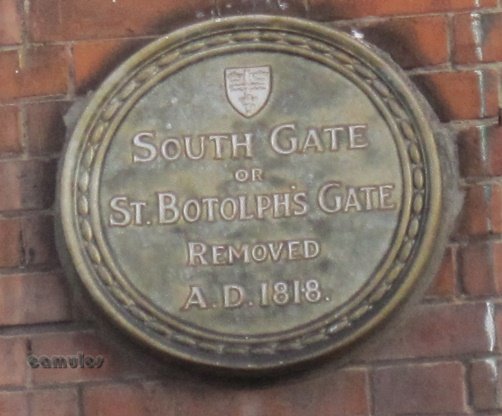 SOUTH GATE
OR
ST. BOTOLPH'S GATE
REMOVED
A.D. 1818.
camulos